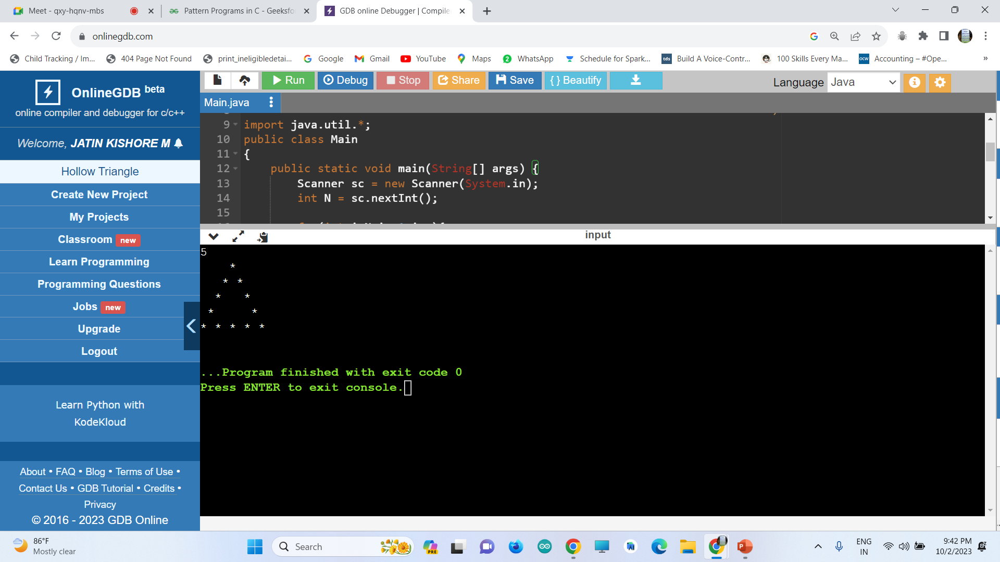 Meet - qxy-hqnv-mbs
Pattern Programs in C - Geeksfo
GDB online Debugger | Compile
onlinegdb.com
Child Tracking / Im...
404 Page Not Found
print_ineligibledetai...
Google
Gmail
YouTube
Maps
WhatsApp
Schedule for Spark...
Build A Voice-Contr...
100 Skills Every Ma...
Accounting – #Ope...
»
OnlineGDB beta
online compiler and debugger for c/c++
Welcome, JATIN KISHORE M
Hollow Triangle
Create New Project
My Projects
Classroom new
Learn Programming
Programming Questions
Jobs new
Upgrade
Logout
Learn Python with
KodeKloud
About • FAQ • Blog • Terms of Use •
Contact Us • GDB Tutorial • Credits •
Privacy
© 2016 - 2023 GDB Online
Run
Debug
Stop
Share
Save
{ } Beautify
Language Java
Main.java
9 import java.util.*;
10 public class Main
11 {
12     public static void main(String[] args) {
13         Scanner sc = new Scanner(System.in);
14         int N = sc.nextInt();
15
input
5
    *
   * *
  *   *
 *     *
* * * * *
...Program finished with exit code 0
Press ENTER to exit console.
86°F
Mostly clear
Search
PRE
ENG
IN
9:42 PM
10/2/2023